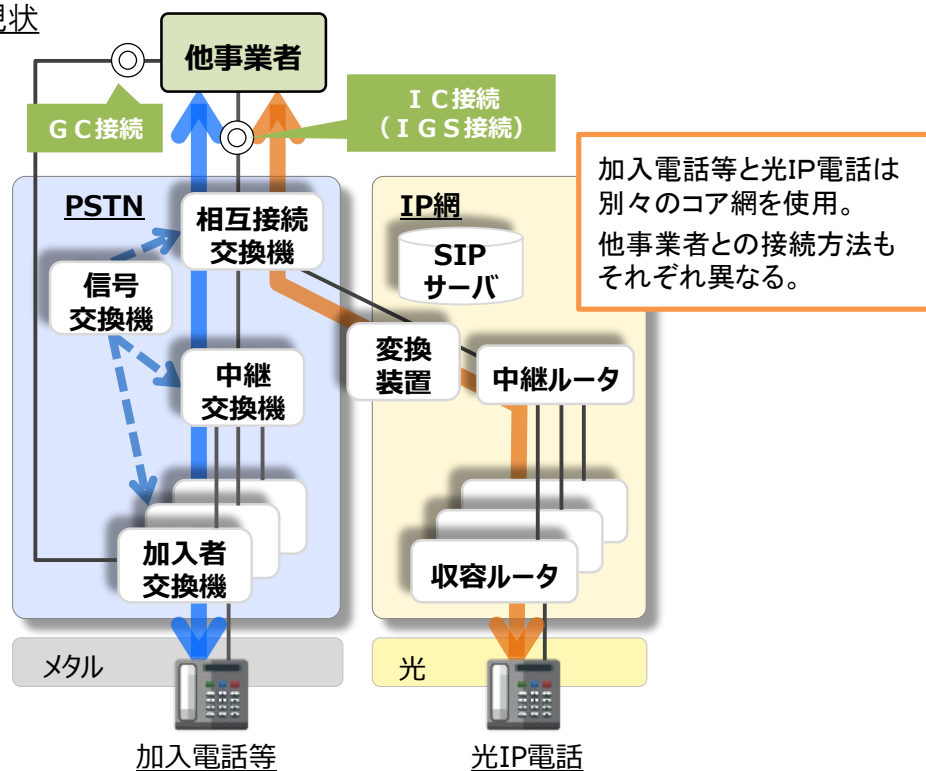 現状
他事業者
GC接続
IC接続
(IGS接続)
加入電話等と光IP電話は
別々のコア網を使用。
他事業者との接続方法も
それぞれ異なる。
PSTN
相互接続
交換機
信号
交換機
中継
交換機
加入者
交換機
IP網
SIP
サーバ
変換
装置
中継ルータ
収容ルータ
メタル
光
加入電話等
光IP電話